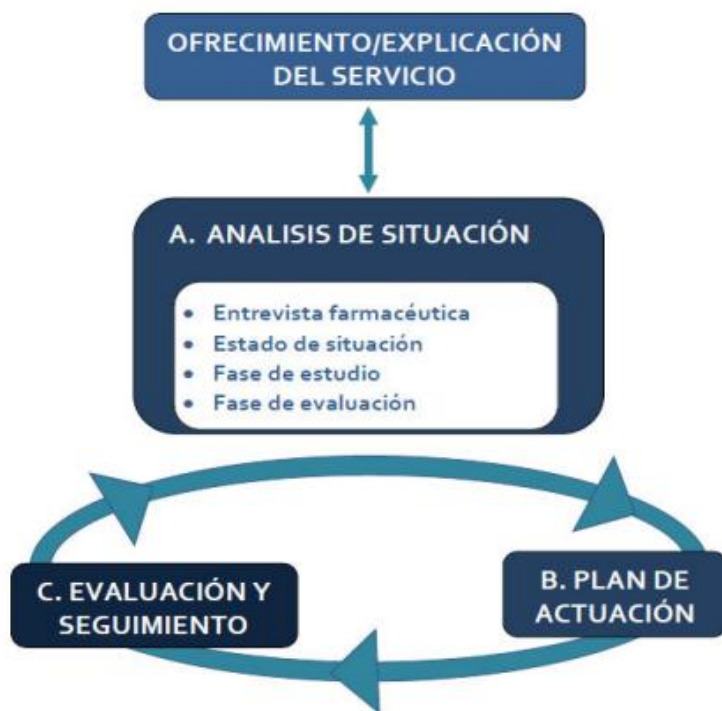 OFRECIMIENTO/EXPLICACIÓN
DEL SERVICIO
A. ANALISIS DE SITUACIÓN
• Entrevista farmacéutica
• Estado de situación
• Fase de estudio
• Fase de evaluación
C. EVALUACIÓN Y
SEGUIMIENTO
B. PLAN DE
ACTUACIÓN